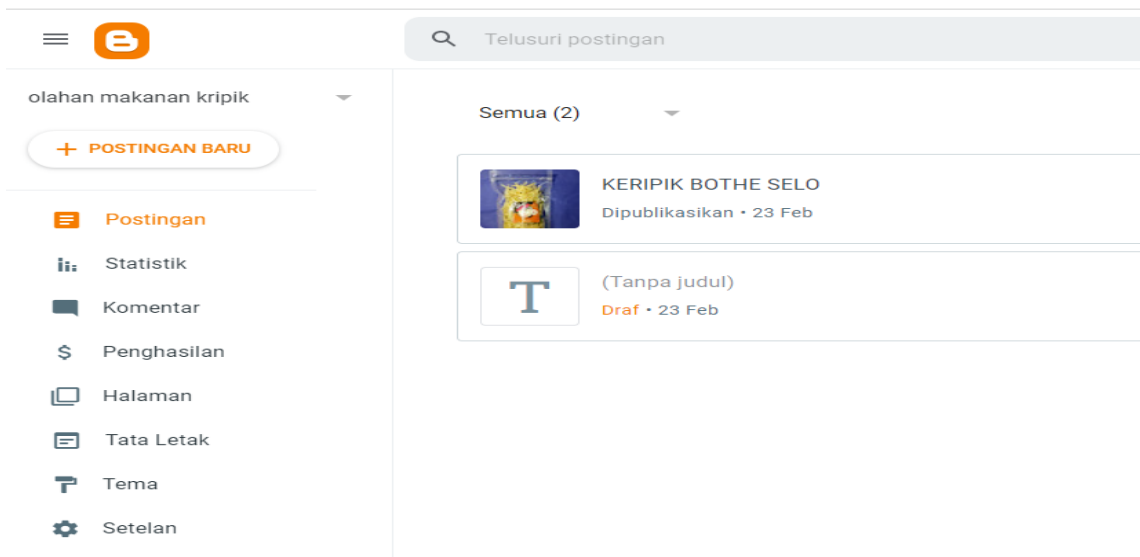 Telusuri postingan
olahan makanan kripik
+ POSTINGAN BARU
Postingan
Statistik
Komentar
Penghasilan
Halaman
Tata Letak
Tema
Setelan
Semua (2)
KERIPIK BOTHE SELO
Dipublikasikan • 23 Feb
T
(Tanpa judul)
Draf • 23 Feb